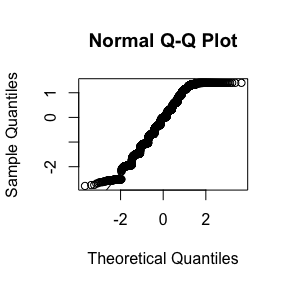 Normal Q-Q Plot
Sample Quantiles
1
0
-2
-2
0
2
Theoretical Quantiles